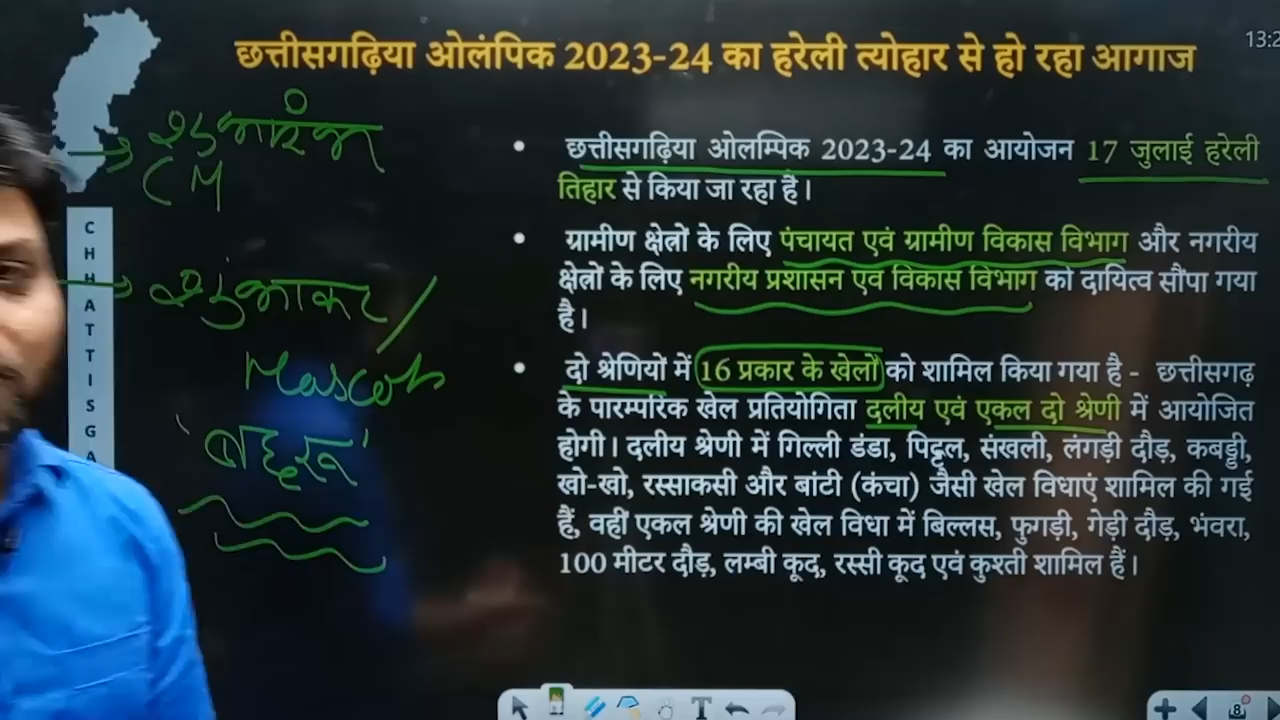 छत्तीसगढ़िया ओलंपिक 2023-24 का हरेली त्योहार से हो रहा आगाज
13:2
शुभारंभ
CM
CHHATTISGA
शुभंकर/
Mascot
'बछरू'
• छत्तीसगढ़िया ओलम्पिक 2023-24 का आयोजन 17 जुलाई हरेली
तिहार से किया जा रहा है।
• ग्रामीण क्षेत्रों के लिए पंचायत एवं ग्रामीण विकास विभाग और नगरीय
क्षेत्रों के लिए नगरीय प्रशासन एवं विकास विभाग को दायित्व सौंपा गया
है।
• दो श्रेणियों में 16 प्रकार के खेलों को शामिल किया गया है - छत्तीसगढ़
के पारम्परिक खेल प्रतियोगिता दलीय एवं एकल दो श्रेणी में आयोजित
होगी। दलीय श्रेणी में गिल्ली डंडा, पिट्टूल, संखली, लंगड़ी दौड़, कबड्डी,
खो-खो, रस्साकसी और बांटी (कंचा) जैसी खेल विधाएं शामिल की गई
हैं, वहीं एकल श्रेणी की खेल विधा में बिल्लस, फुगड़ी, गेड़ी दौड़, भंवरा,
100 मीटर दौड़, लम्बी कूद, रस्सी कूद एवं कुश्ती शामिल हैं।